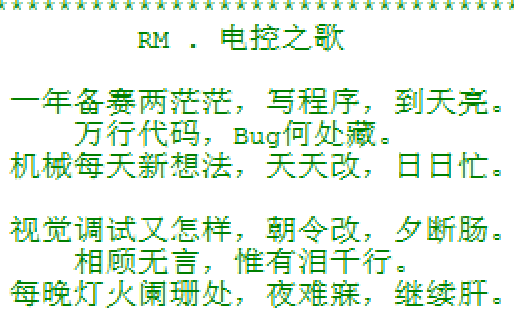 ********************************
RM . 电控之歌
一年备赛两茫茫，写程序，到天亮。
万行代码，Bug何处藏。
机械每天新想法，天天改，日日忙。
视觉调试又怎样，朝令改，夕断肠。
相顾无言，惟有泪千行。
每晚灯火阑珊处，夜难寐，继续肝。